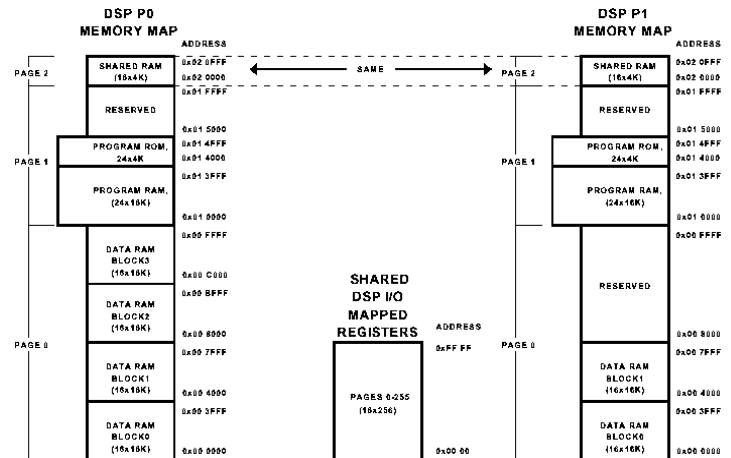 DSP P0
MEMORY MAP
ADDRESS
PAGE 2
SHARED RAM
(16x4K)
0x02 0FFF
0x02 0000
RESERVED
0x01 FFFF
0x01 5000
PAGE 1
PROGRAM ROM,
24x4K
0x01 4FFF
0x01 4000
PROGRAM RAM,
(24x16K)
0x01 3FFF
0x01 0000
PAGE 0
DATA RAM
BLOCK3
(16x16K)
0x00 FFFF
0x00 C000
DATA RAM
BLOCK2
(16x16K)
0x00 BFFF
0x00 8000
DATA RAM
BLOCK1
(16x16K)
0x00 7FFF
0x00 4000
DATA RAM
BLOCK0
(16x16K)
0x00 3FFF
0x00 0000
SAME
SHARED
DSP I/O
MAPPED
REGISTERS
ADDRESS
PAGES 0-255
(16x256)
0xFF FF
0x00 00
DSP P1
MEMORY MAP
ADDRESS
PAGE 2
SHARED RAM
(16x4K)
0x02 0FFF
0x02 0000
RESERVED
0x01 FFFF
0x01 5000
PAGE 1
PROGRAM ROM,
24x4K
0x01 4FFF
0x01 4000
PROGRAM RAM,
(24x16K)
0x01 3FFF
0x01 0000
PAGE 0
RESERVED
0x00 FFFF
0x00 8000
DATA RAM
BLOCK1
(16x16K)
0x00 7FFF
0x00 4000
DATA RAM
BLOCK0
(16x16K)
0x00 3FFF
0x00 0000